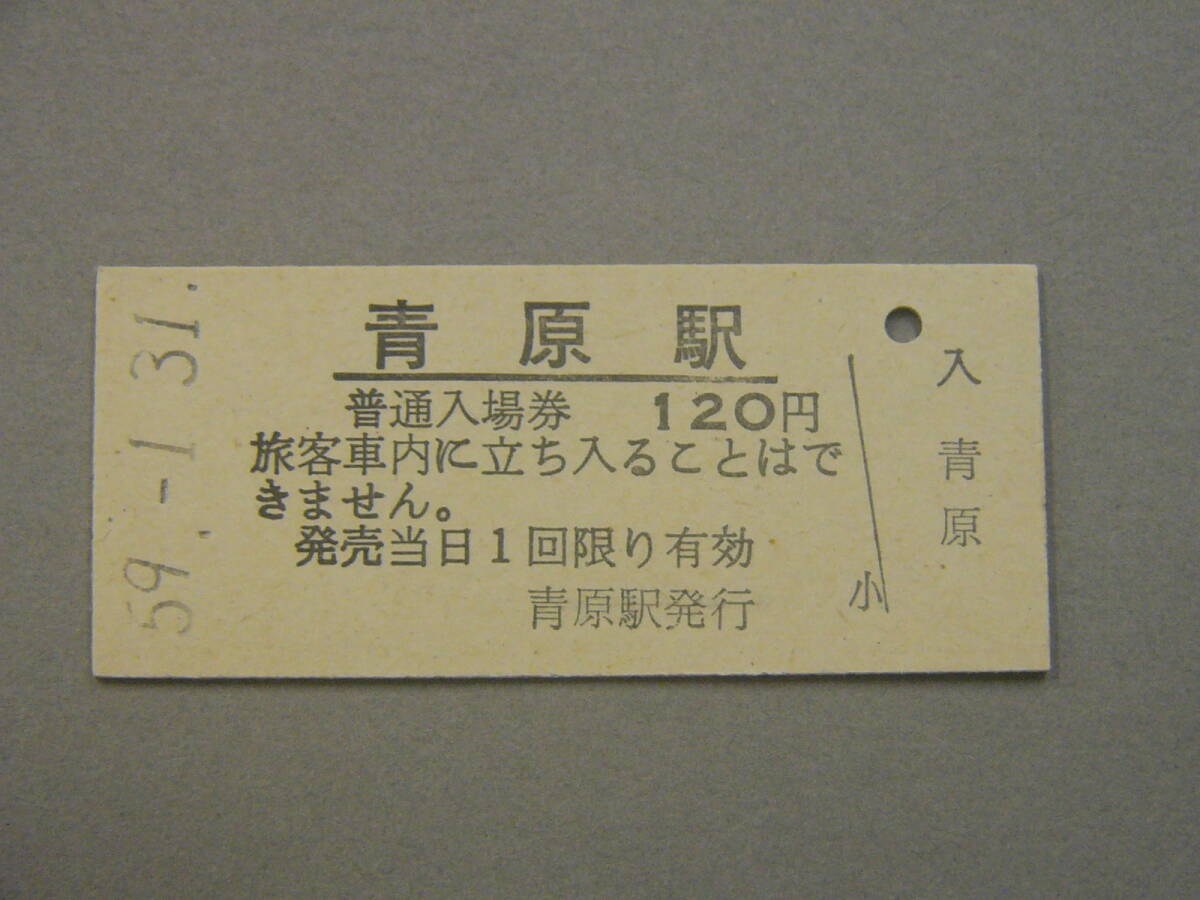 59.-1 31.
青原駅
普通入場券 120円
旅客車内に立ち入ることはで
きません。
発売当日1回限り有効
青原駅発行
小
入
青
原